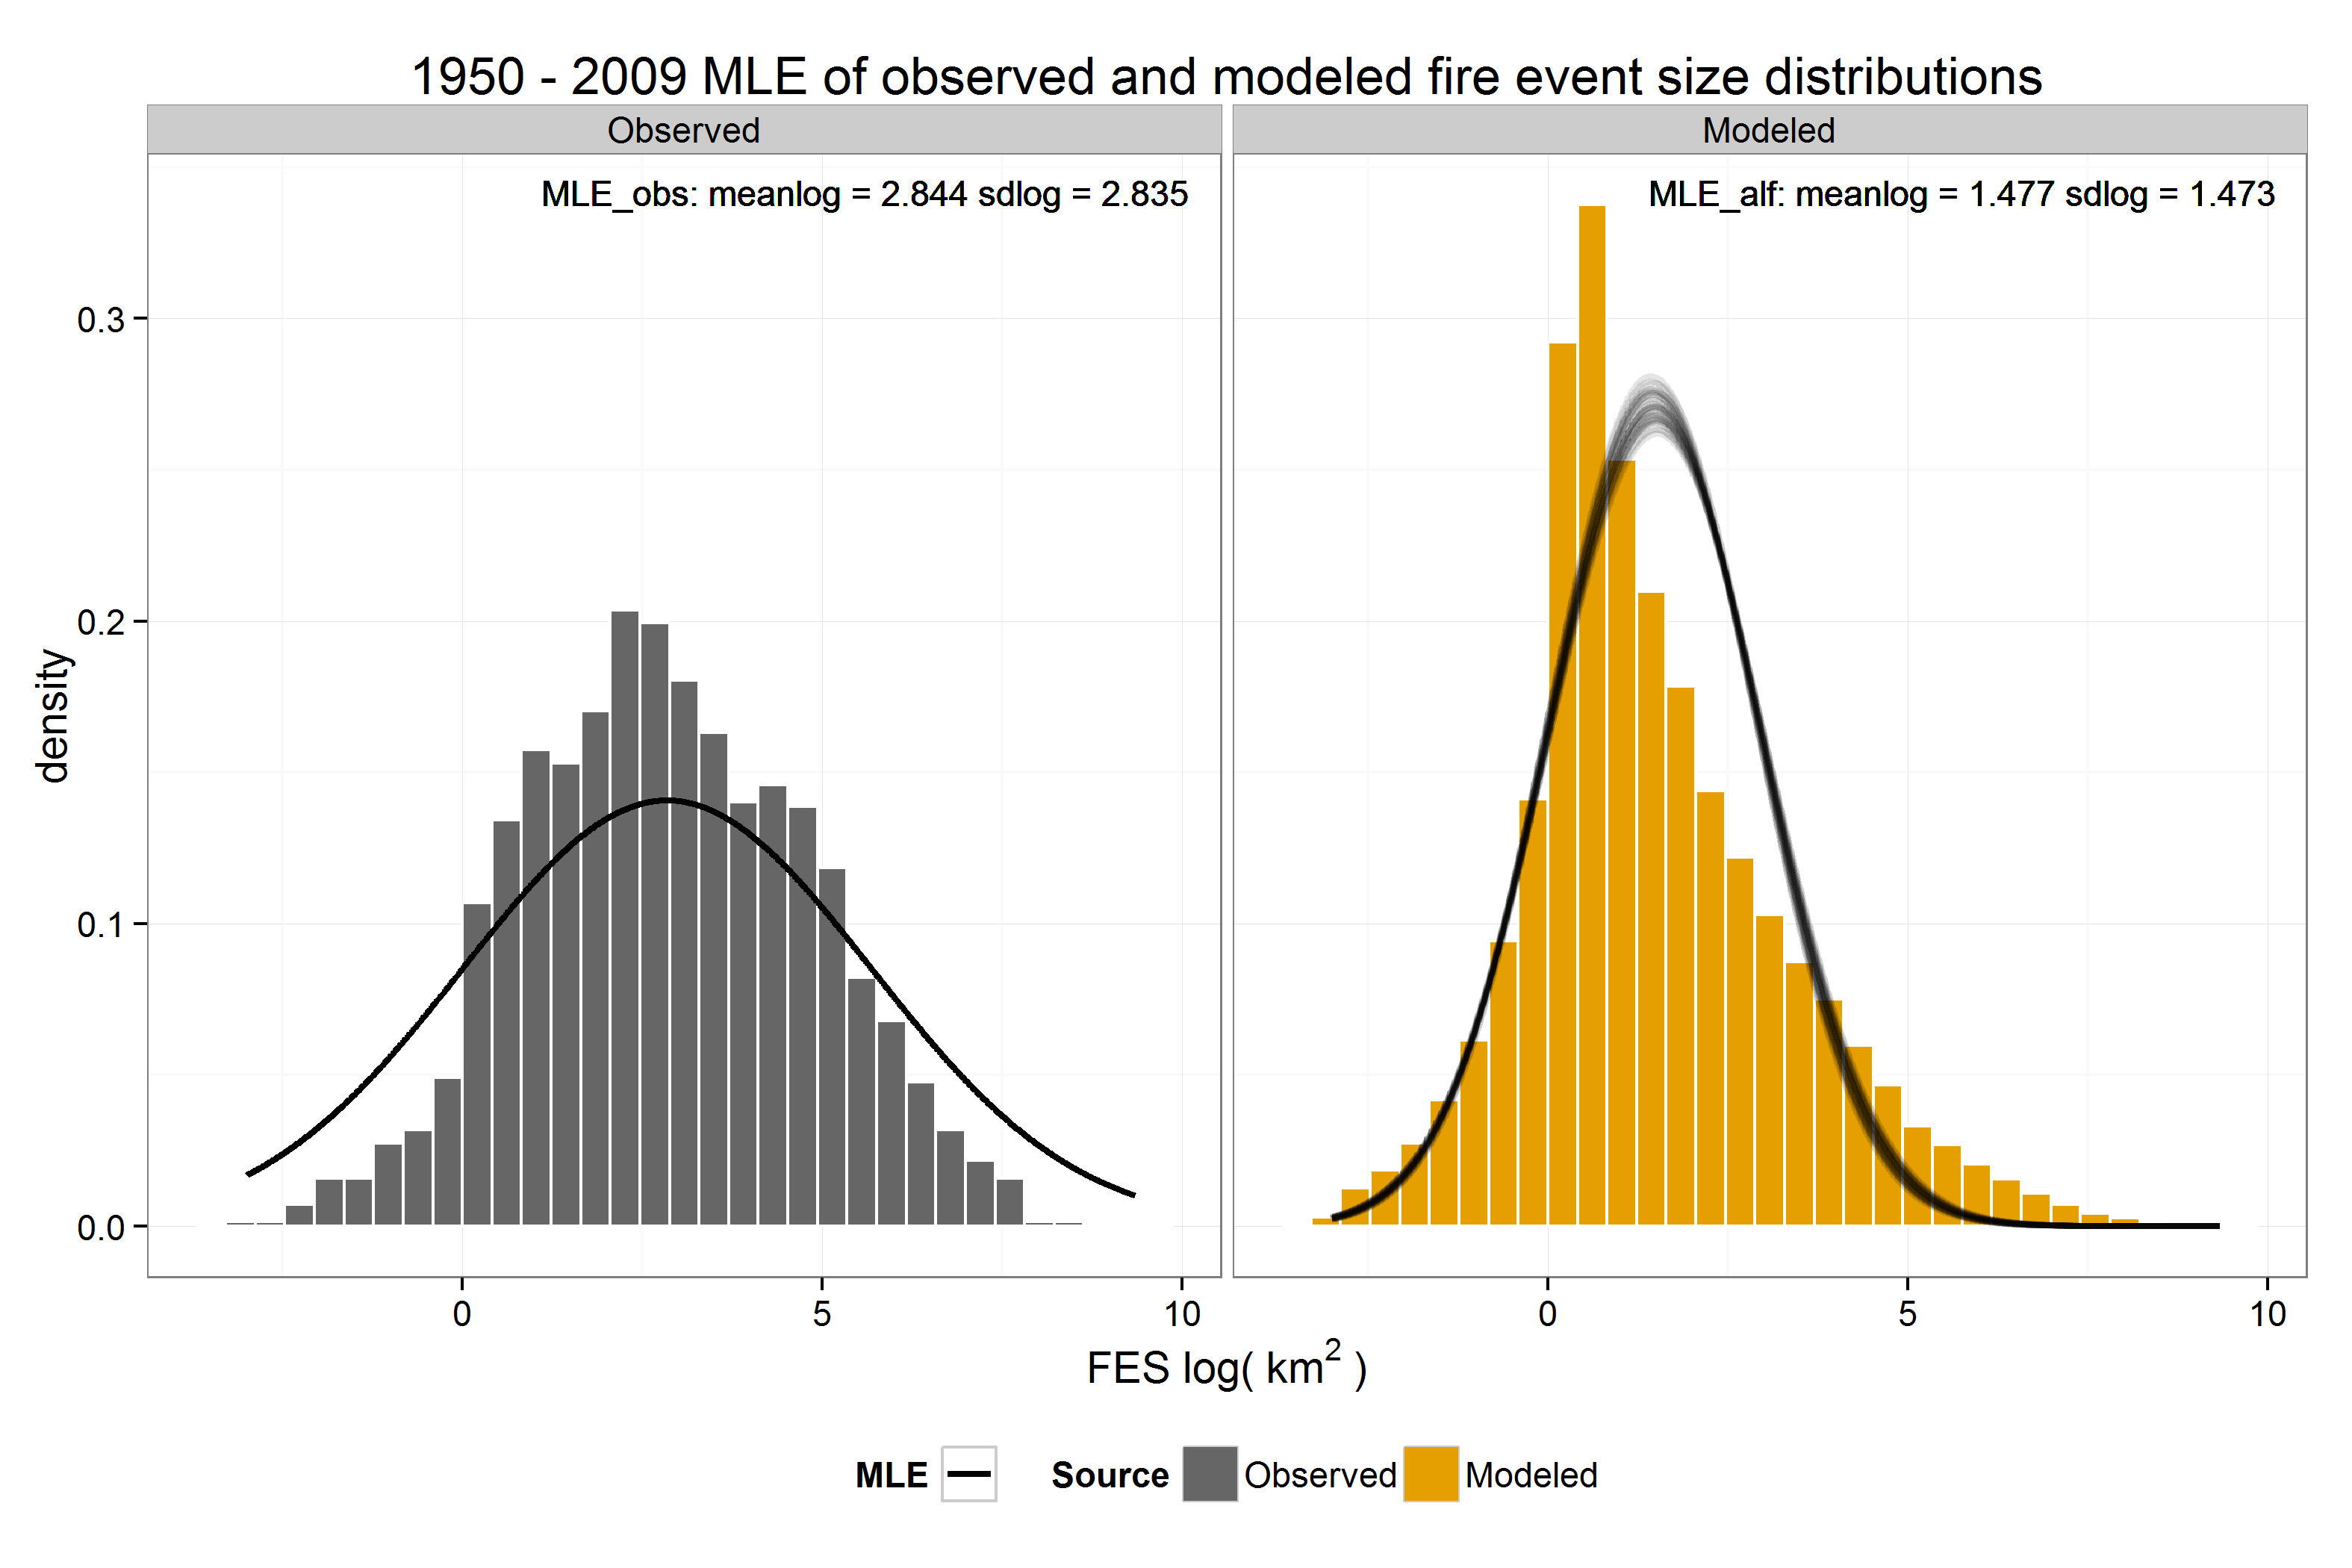 1950 - 2009 MLE of observed and modeled fire event size distributions
Observed
Modeled
MLE_obs: meanlog = 2.844 sdlog = 2.835
MLE_alf: meanlog = 1.477 sdlog = 1.473
density
0.3
0.2
0.1
0.0
0 5 10
0 5 10
FES log( km² )
MLE Source Observed Modeled